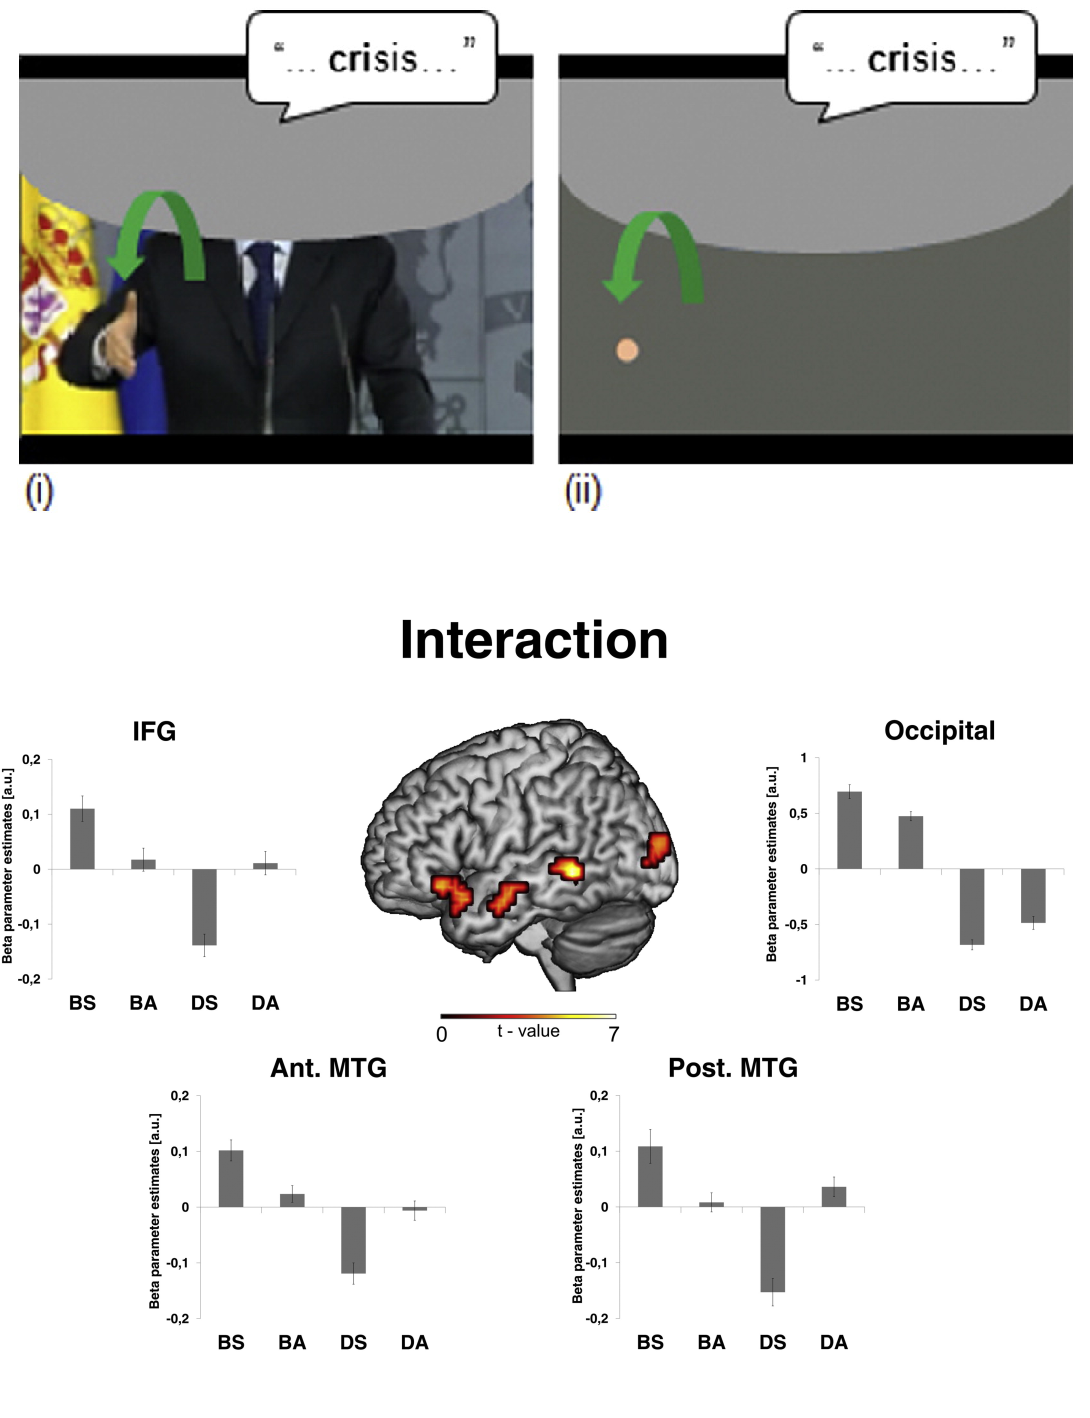 “... crisis... ”
“... crisis... ”
(i)
(ii)
Interaction
IFG
Beta parameter estimates [a.u.]
0,2
0,1
0
-0,1
-0,2
BS BA DS DA
0 t - value 7
Occipital
Beta parameter estimates [a.u.]
1
0,5
0
-0,5
-1
BS BA DS DA
Ant. MTG
Beta parameter estimates [a.u.]
0,2
0,1
0
-0,1
-0,2
BS BA DS DA
Post. MTG
Beta parameter estimates [a.u.]
0,2
0,1
0
-0,1
-0,2
BS BA DS DA